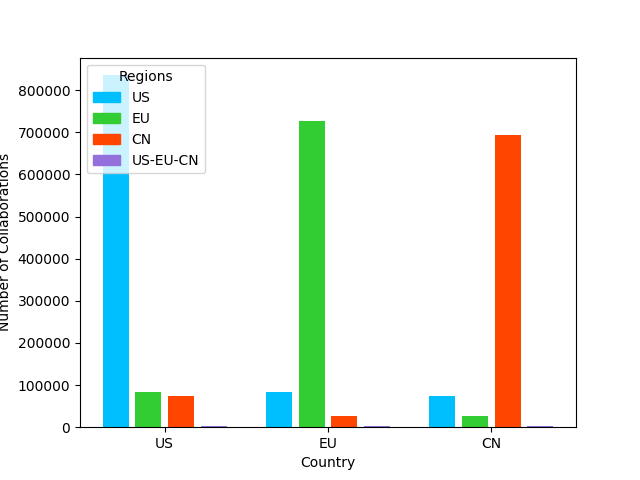 Regions
US
EU
CN
US-EU-CN
800000
700000
600000
500000
400000
300000
200000
100000
0
Number of Collaborations
US
EU
CN
Country